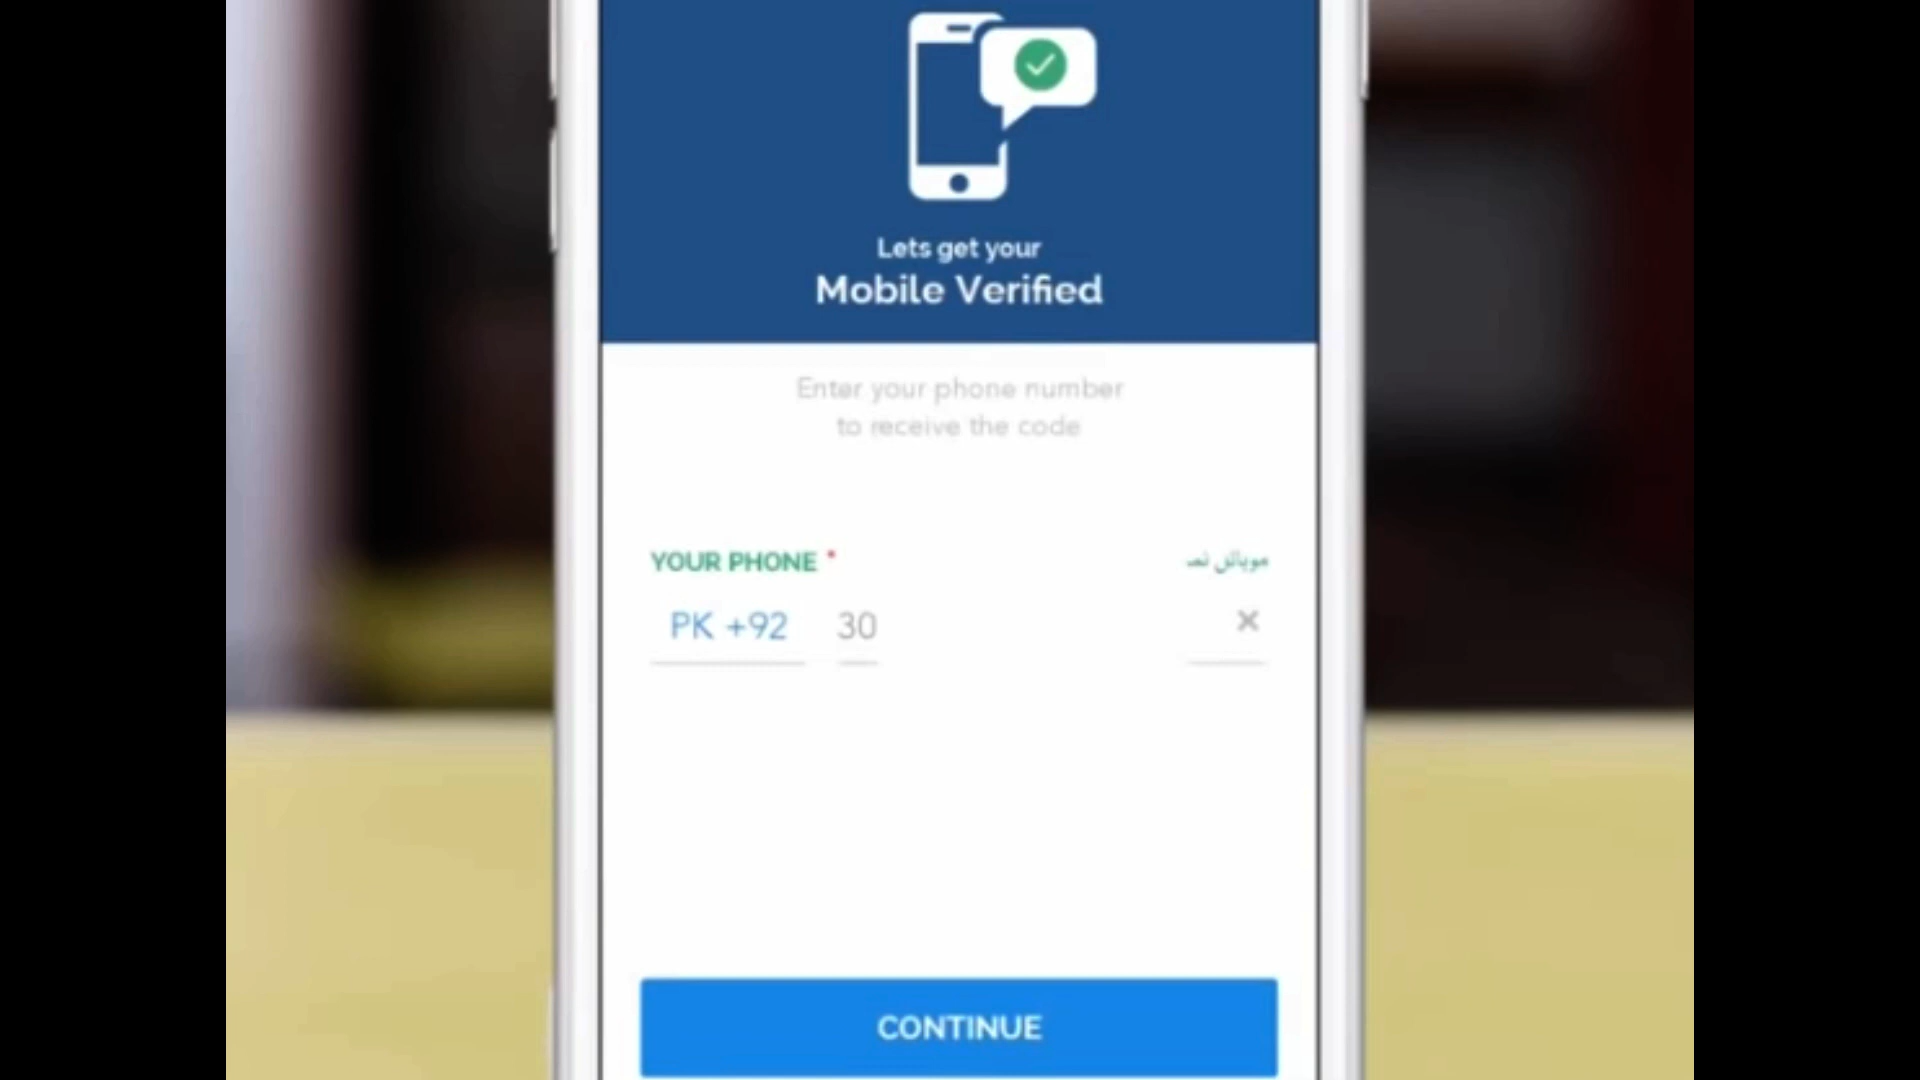 Lets get your
Mobile Verified
Enter your phone number
to receive the code
YOUR PHONE * موبائل نمـ
PK +92 30 ×
CONTINUE